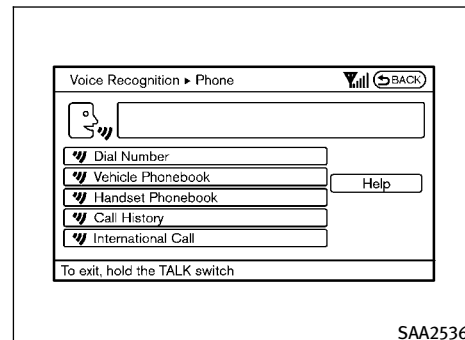 Voice Recognition ▸ Phone
BACK
Dial Number
Vehicle Phonebook
Help
Handset Phonebook
Call History
International Call
To exit, hold the TALK switch
SAA2536